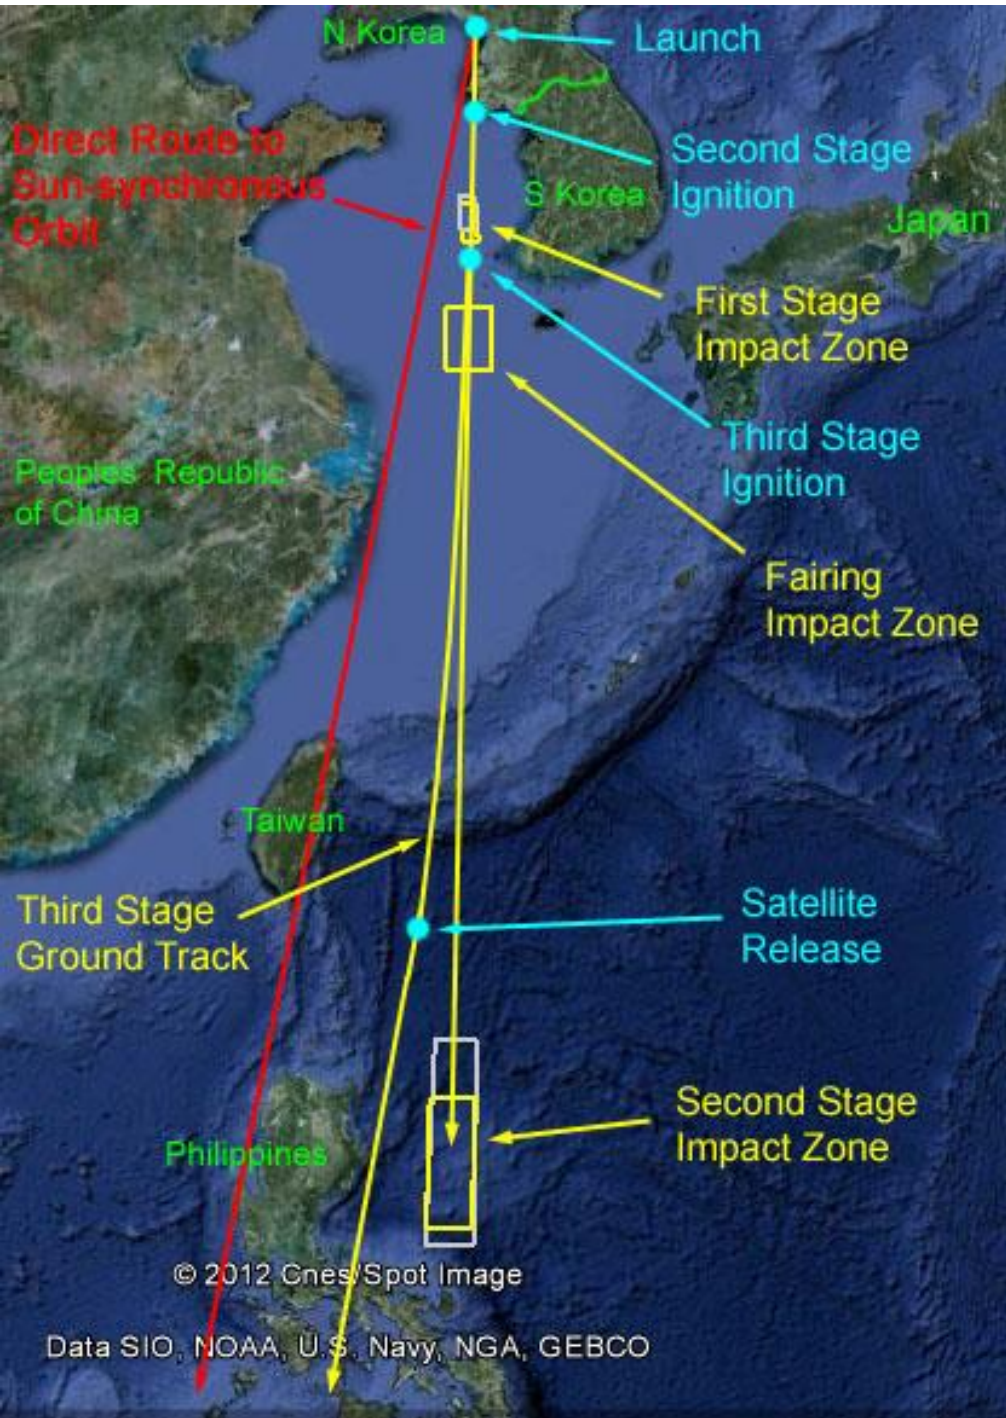 N Korea
Launch
Direct Route to
Sun-synchronous
Orbit
Second Stage
Ignition
S Korea
Japan
First Stage
Impact Zone
Third Stage
Ignition
Peoples Republic
of China
Fairing
Impact Zone
Taiwan
Third Stage
Ground Track
Satellite
Release
Second Stage
Impact Zone
Philippines
© 2012 Cnes/Spot Image
Data SIO, NOAA, U.S. Navy, NGA, GEBCO